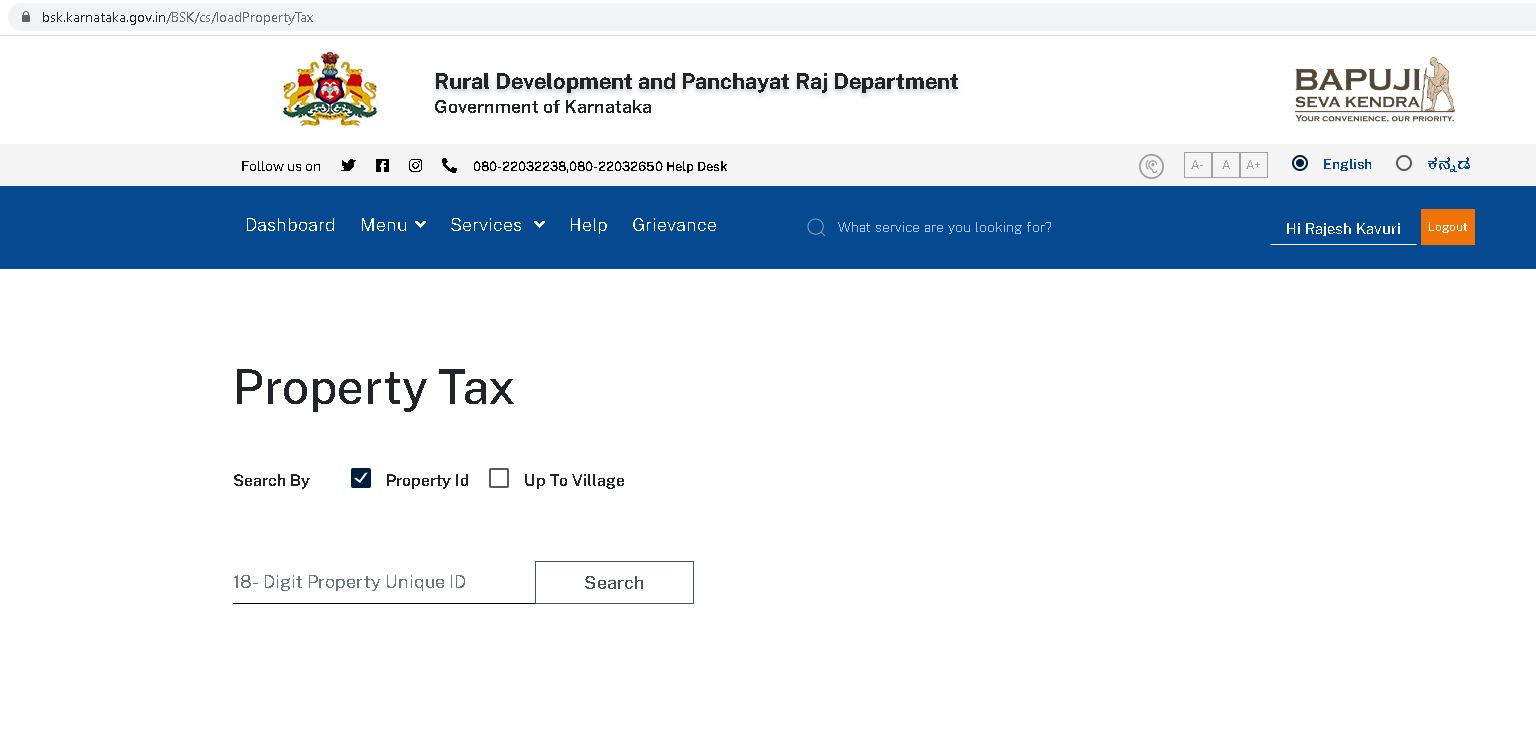 bsk.karnataka.gov.in/BSK/cs/loadPropertyTax
Rural Development and Panchayat Raj Department
Government of Karnataka
BAPUJI
SEVA KENDRA
YOUR CONVENIENCE, OUR PRIORITY.
Follow us on 080-22032238,080-22032650 Help Desk A- A A+ English ಕನ್ನಡ
Dashboard Menu Services Help Grievance What service are you looking for? Hi Rajesh Kavuri Logout
Property Tax
Search By Property Id Up To Village
18- Digit Property Unique ID Search